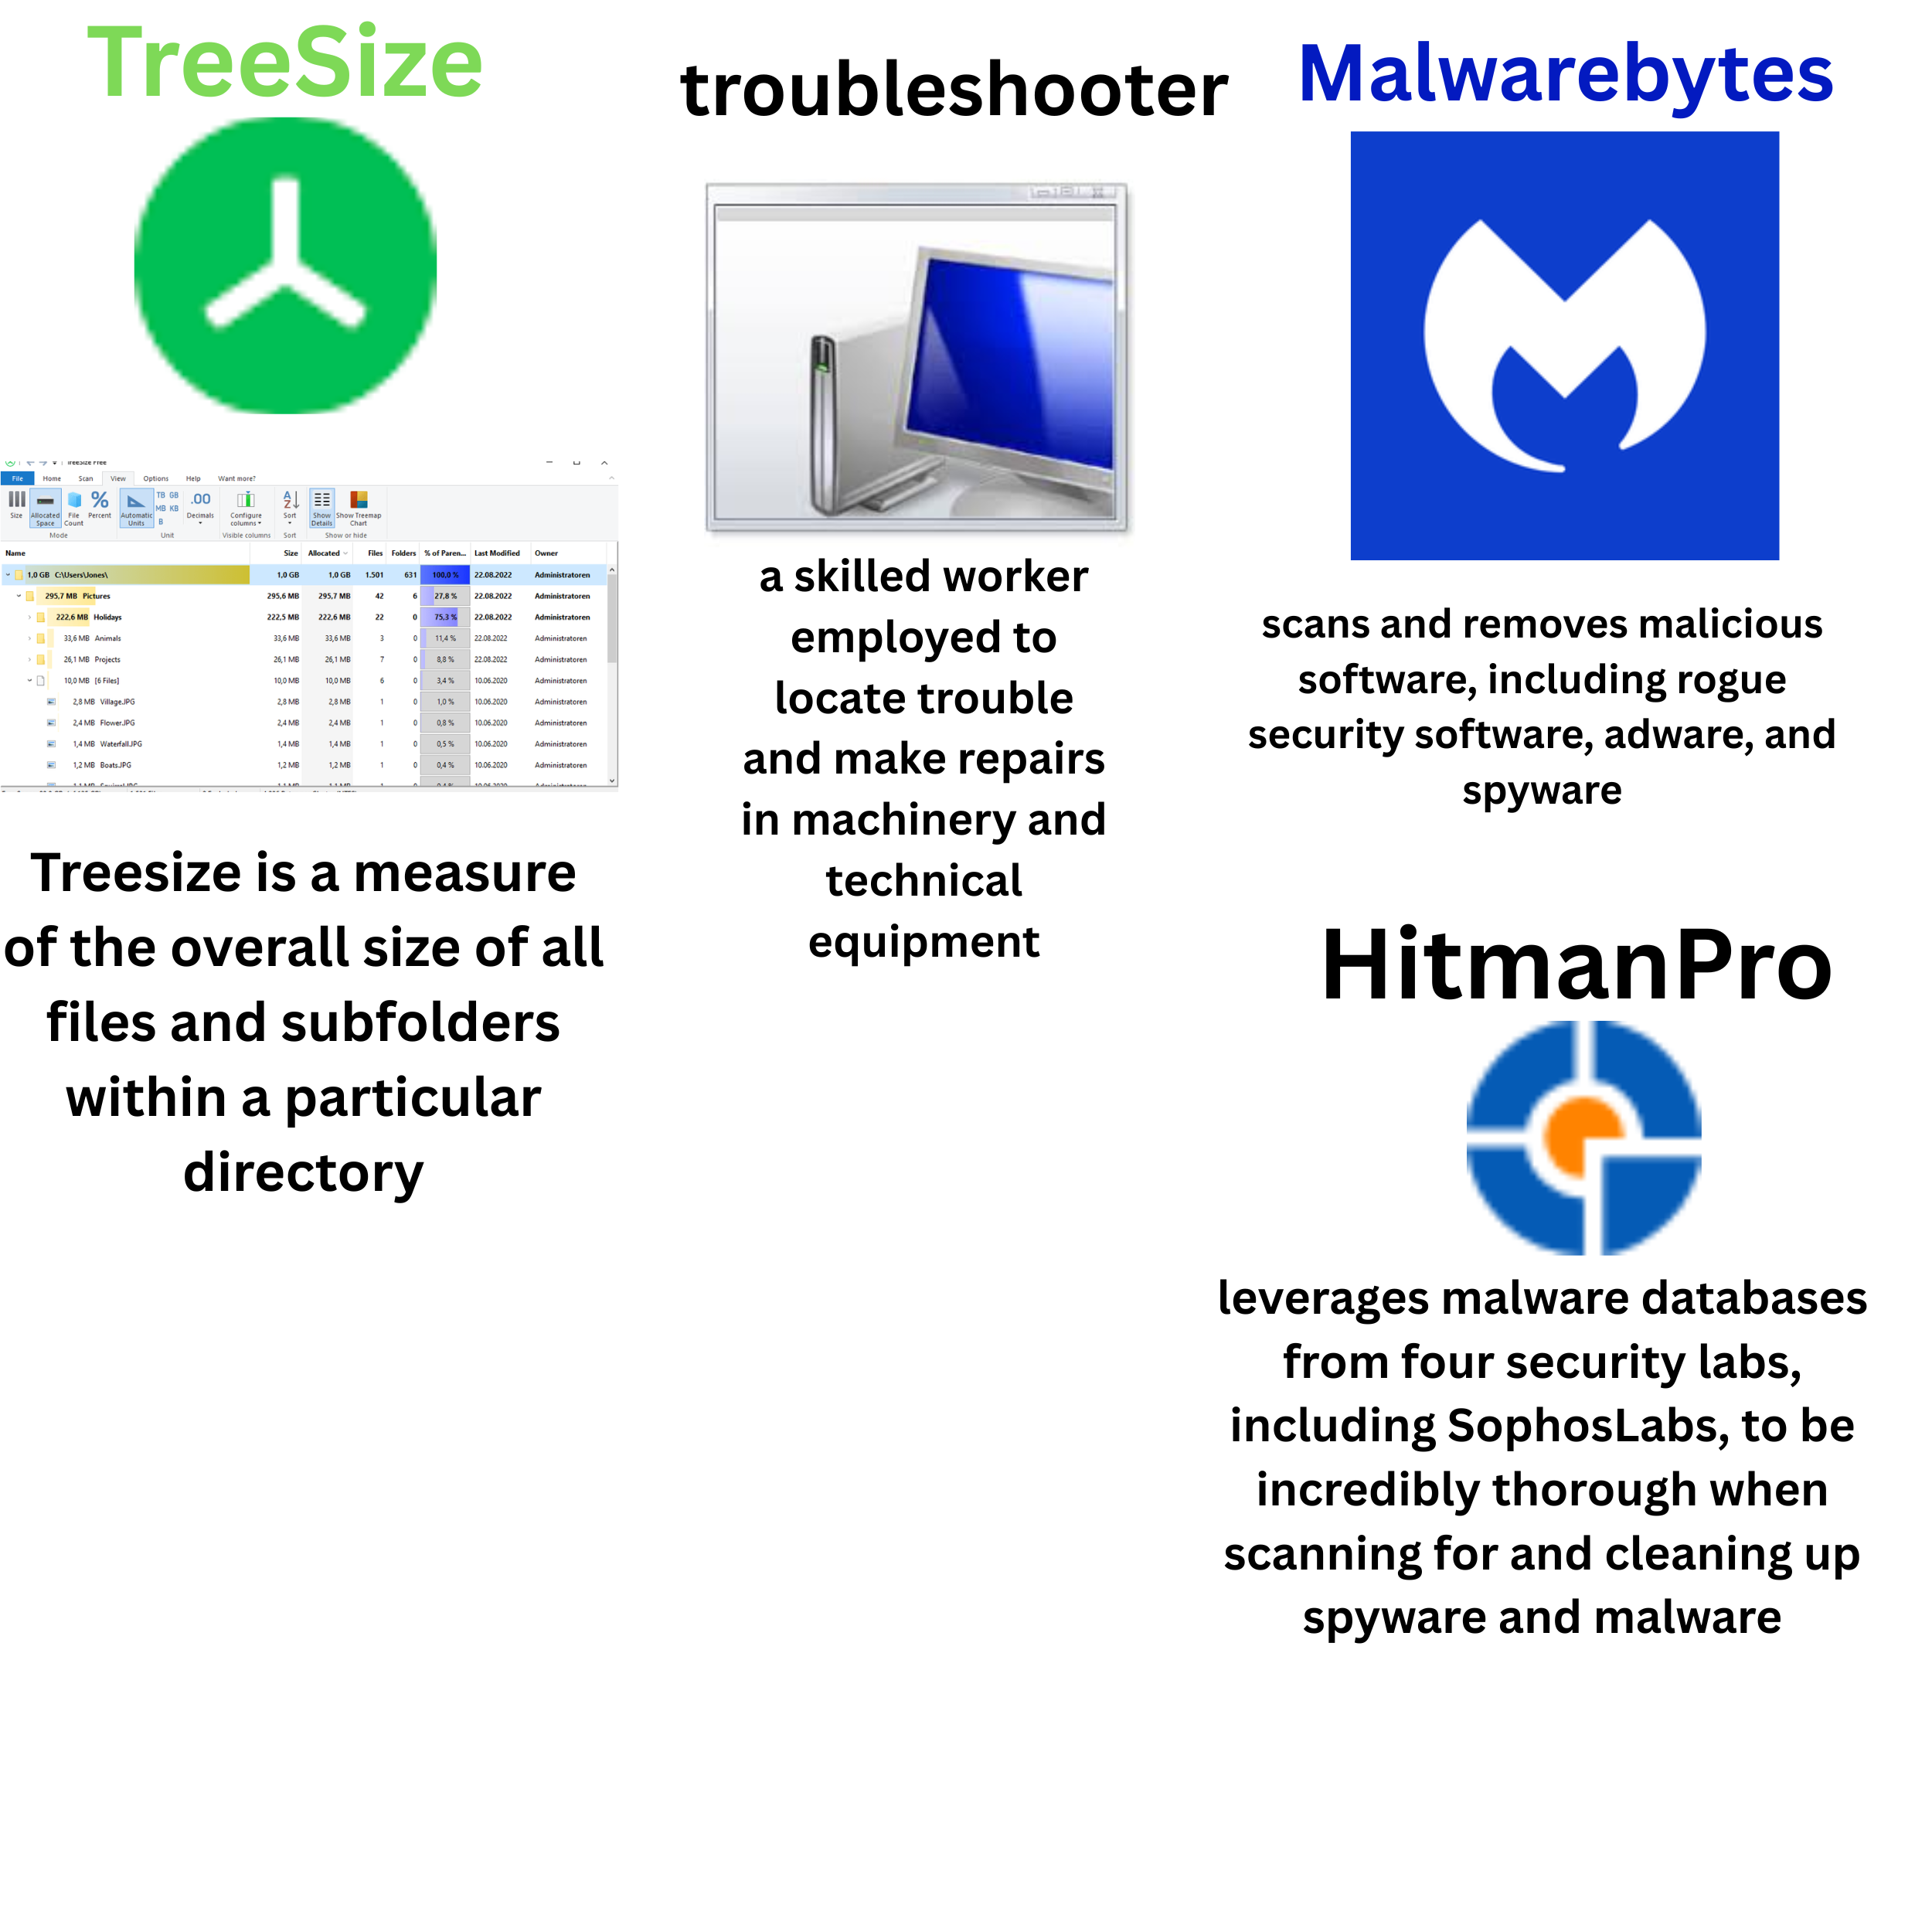 TreeSize
TreeSize Free
File Home Scan View Options Help Want more?
Size Allocated Space File Count Percent Automatic Units TB GB MB KB B .00 Decimals Configure columns Sort Show Details Show Treemap Chart
Mode Unit Visible columns Sort Show or hide
Name Size Allocated Files Folders % of Paren... Last Modified Owner
1,0 GB C:\Users\Jones\ 1,0 GB 1,0 GB 1.501 631 100,0 % 22.08.2022 Administratoren
295,7 MB Pictures 295,6 MB 295,7 MB 42 6 27,8 % 22.08.2022 Administratoren
222,6 MB Holidays 222,5 MB 222,6 MB 22 0 75,3 % 22.08.2022 Administratoren
33,6 MB Animals 33,6 MB 33,6 MB 3 0 11,4 % 22.08.2022 Administratoren
26,1 MB Projects 26,1 MB 26,1 MB 7 0 8,8 % 22.08.2022 Administratoren
10,0 MB [6 Files] 10,0 MB 10,0 MB 6 0 3,4 % 10.06.2020 Administratoren
2,8 MB Village.JPG 2,8 MB 2,8 MB 1 0 1,0 % 10.06.2020 Administratoren
2,4 MB Flower.JPG 2,4 MB 2,4 MB 1 0 0,8 % 10.06.2020 Administratoren
1,4 MB Waterfall.JPG 1,4 MB 1,4 MB 1 0 0,5 % 10.06.2020 Administratoren
1,2 MB Boats.JPG 1,2 MB 1,2 MB 1 0 0,4 % 10.06.2020 Administratoren
Treesize is a measure
of the overall size of all
files and subfolders
within a particular
directory
troubleshooter
a skilled worker
employed to
locate trouble
and make repairs
in machinery and
technical
equipment
Malwarebytes
scans and removes malicious
software, including rogue
security software, adware, and
spyware
HitmanPro
leverages malware databases
from four security labs,
including SophosLabs, to be
incredibly thorough when
scanning for and cleaning up
spyware and malware